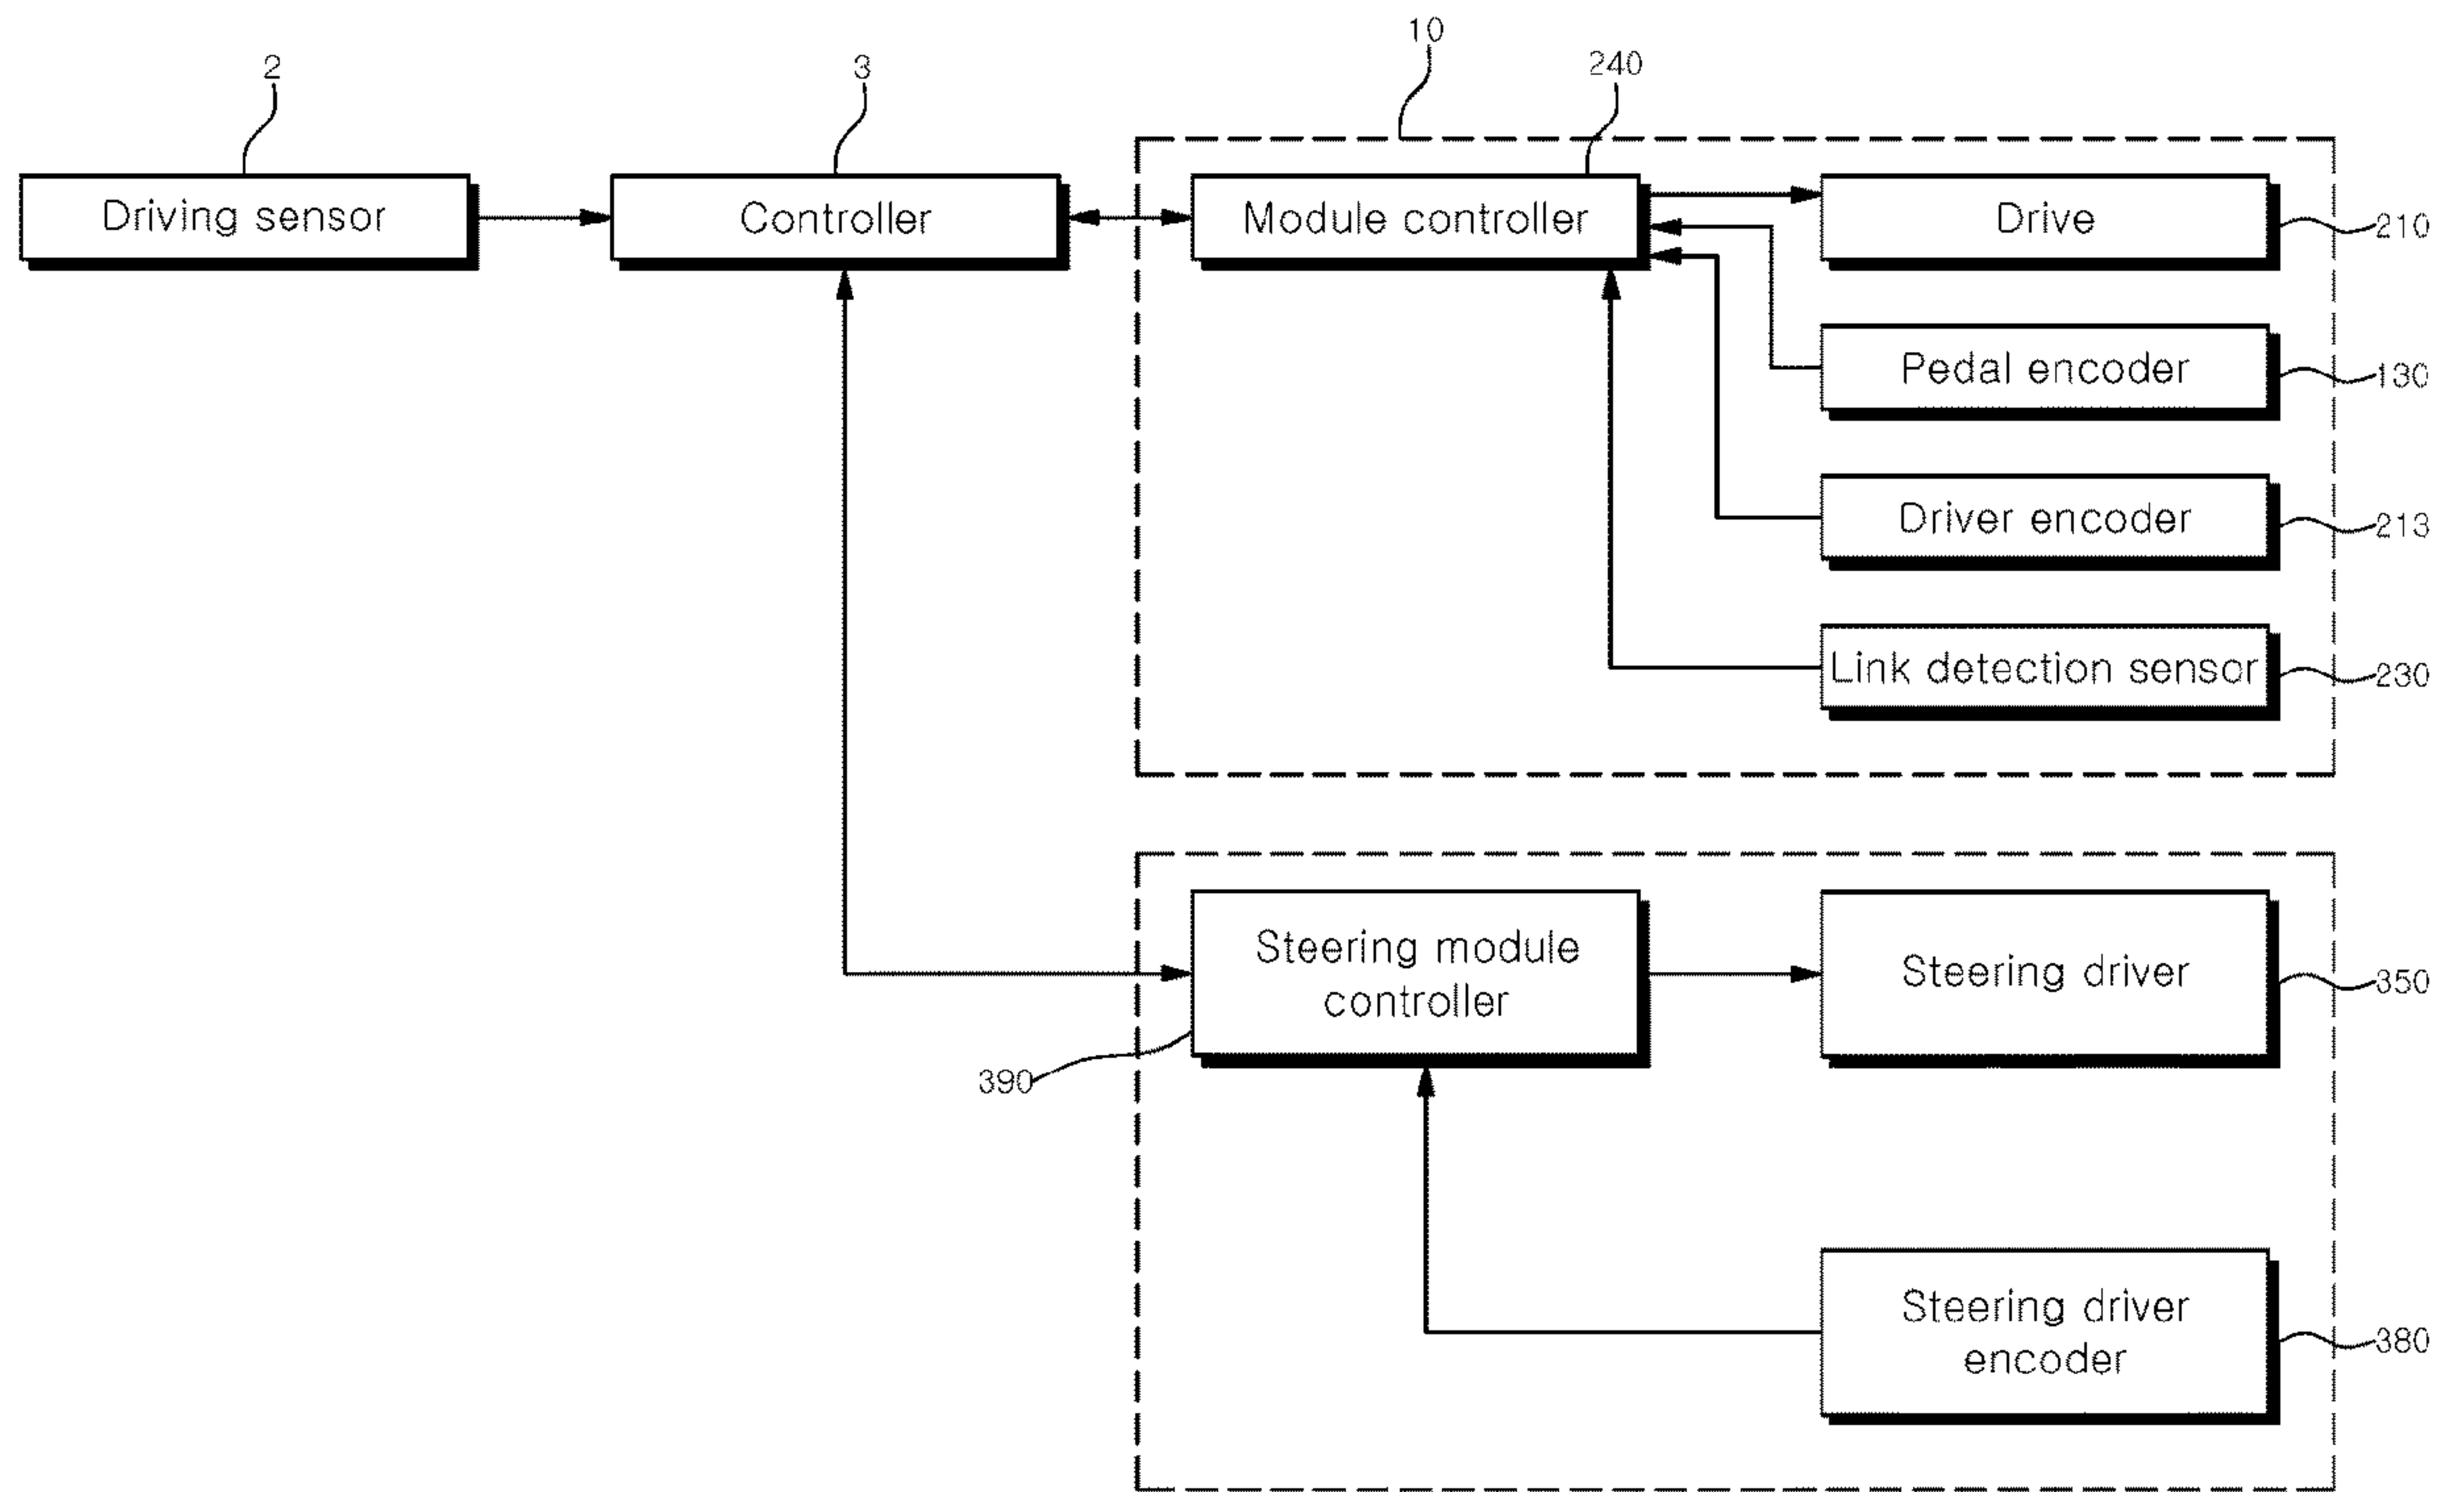 10
2
3
240
Driving sensor
Controller
Module controller
Drive
210
Pedal encoder
130
Driver encoder
213
Link detection sensor
230
Steering module
controller
Steering driver
350
390
Steering driver
encoder
380